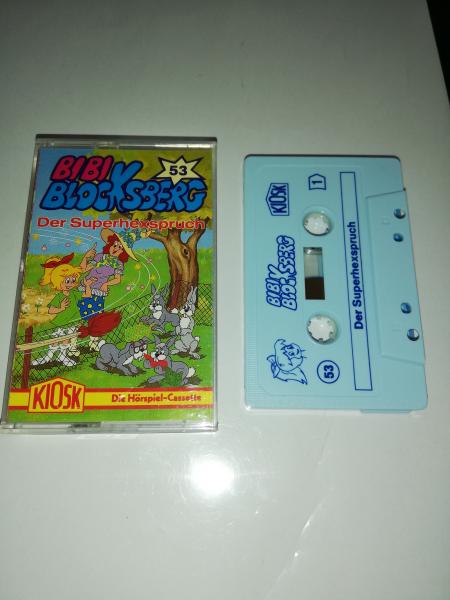 BIBI
BLOCKSBERG
53
Der Superhexspruch
KIOSK
Die Hörspiel-Cassette
KIOSK
1
BIBI
BLOCKSBERG
53
Der Superhexspruch